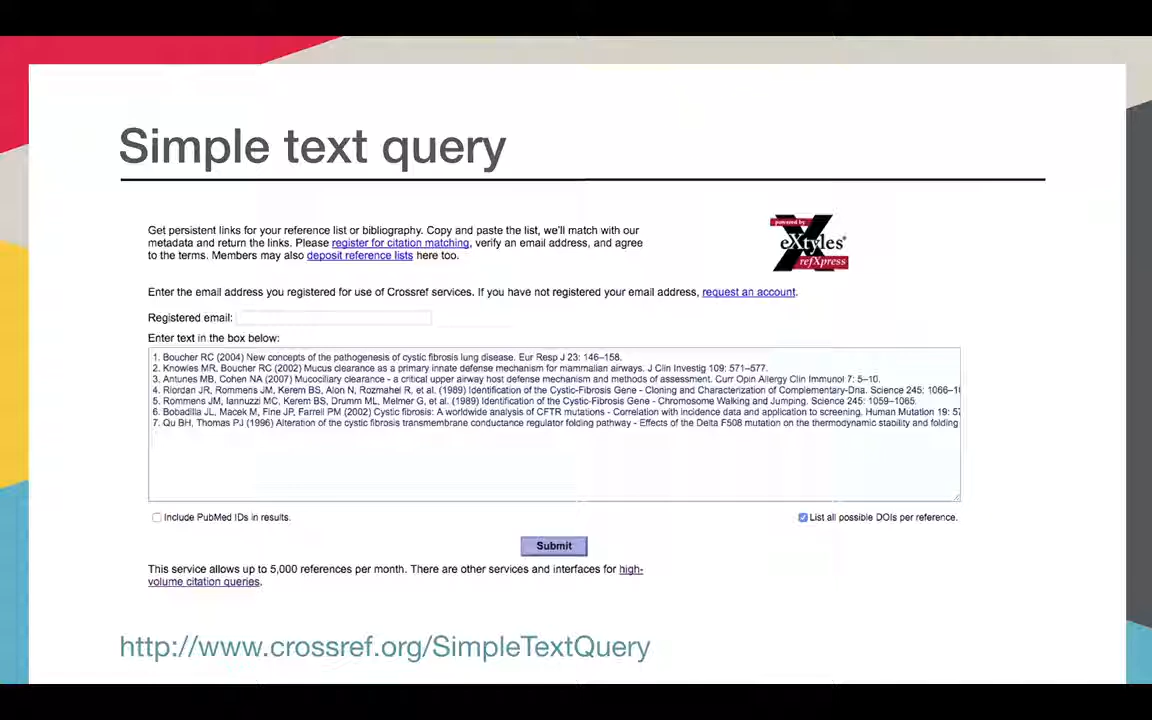 Simple text query
Get persistent links for your reference list or bibliography. Copy and paste the list, we'll match with our
metadata and return the links. Please register for citation matching, verify an email address, and agree
to the terms. Members may also deposit reference lists here too.
powered by
eXtyles®
refXpress
Enter the email address you registered for use of Crossref services. If you have not registered your email address, request an account.
Registered email:
Enter text in the box below:
1. Boucher RC (2004) New concepts of the pathogenesis of cystic fibrosis lung disease. Eur Resp J 23: 146–158.
2. Knowles MR, Boucher RC (2002) Mucus clearance as a primary innate defense mechanism for mammalian airways. J Clin Investig 109: 571–577.
3. Antunes MB, Cohen NA (2007) Mucociliary clearance - a critical upper airway host defense mechanism and methods of assessment. Curr Opin Allergy Clin Immunol 7: 5–10.
4. Riordan JR, Rommens JM, Kerem BS, Alon N, Rozmahel R, et al. (1989) Identification of the Cystic-Fibrosis Gene - Cloning and Characterization of Complementary-Dna. Science 245: 1066–10
5. Rommens JM, Iannuzzi MC, Kerem BS, Drumm ML, Melmer G, et al. (1989) Identification of the Cystic-Fibrosis Gene - Chromosome Walking and Jumping. Science 245: 1059–1065.
6. Bobadilla JL, Macek M, Fine JP, Farrell PM (2002) Cystic fibrosis: A worldwide analysis of CFTR mutations - Correlation with incidence data and application to screening. Human Mutation 19: 57
7. Qu BH, Thomas PJ (1996) Alteration of the cystic fibrosis transmembrane conductance regulator folding pathway - Effects of the Delta F508 mutation on the thermodynamic stability and folding
Include PubMed IDs in results.
List all possible DOIs per reference.
Submit
This service allows up to 5,000 references per month. There are other services and interfaces for high-
volume citation queries.
http://www.crossref.org/SimpleTextQuery